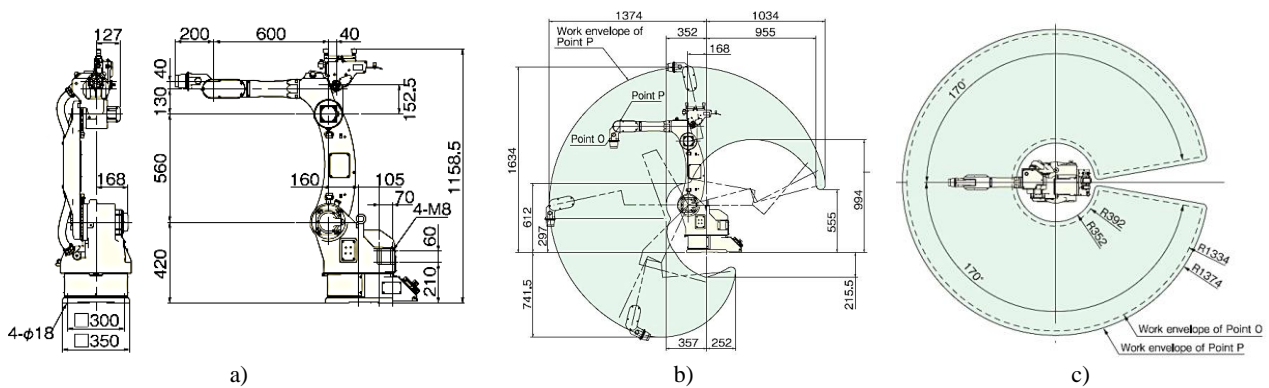 127
200
600
40
40
130
152.5
560
1158.5
168
160
105
70
4-M8
60
420
210
4-φ18
□300
□350
a)
1374
1034
Work envelope of
Point P
352
955
168
Point P
Point O
1634
994
612
555
297
741.5
215.5
357
252
b)
170°
R392
R352
R1334
R1374
170°
Work envelope of Point O
Work envelope of Point P
c)